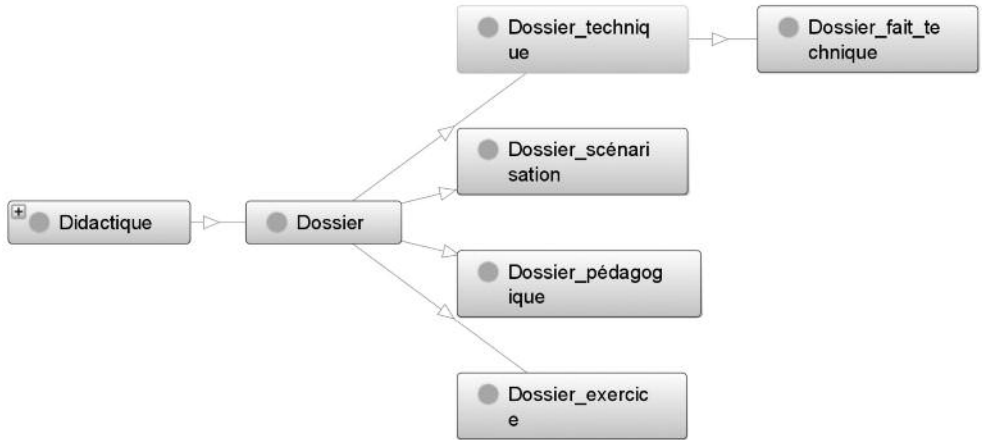 Dossier_techniq
ue
Dossier_fait_te
chnique
Dossier_scénari
sation
Didactique
Dossier
Dossier_pédagog
ique
Dossier_exercic
e